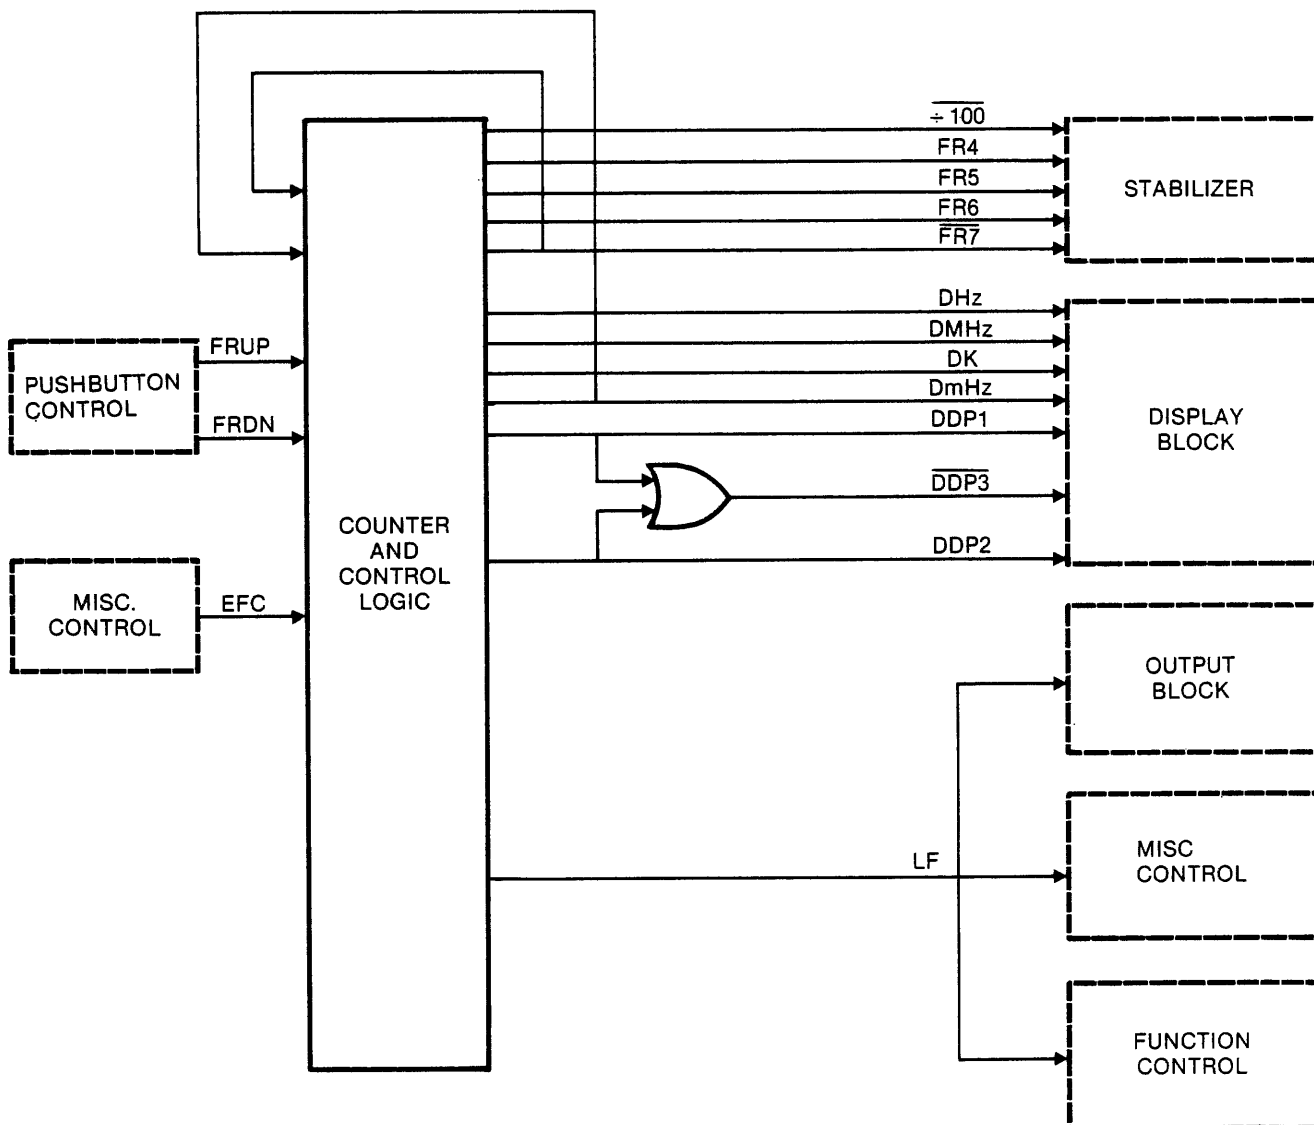 ÷ 100
FR4
FR5
FR6
FR7
STABILIZER
DHz
DMHz
DK
DmHz
DDP1
DDP3
DDP2
DISPLAY
BLOCK
FRUP
PUSHBUTTON
CONTROL
FRDN
COUNTER
AND
CONTROL
LOGIC
MISC.
CONTROL
EFC
OUTPUT
BLOCK
LF
MISC
CONTROL
FUNCTION
CONTROL